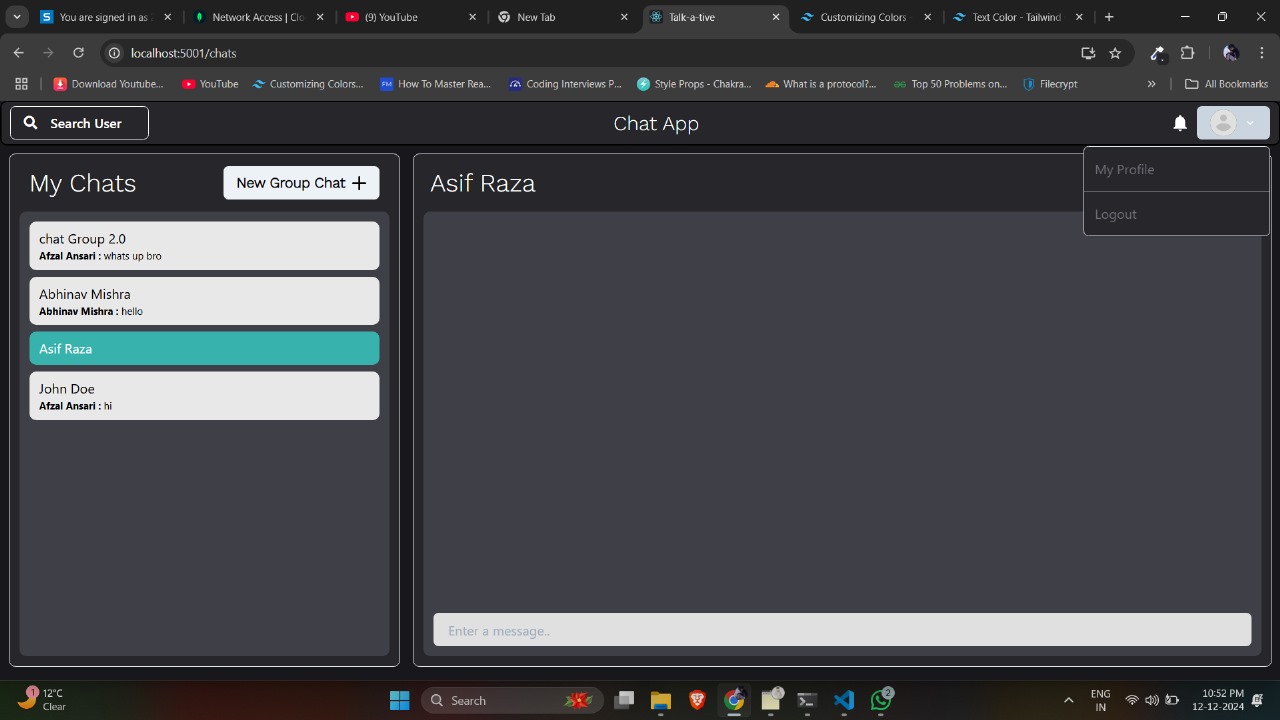 You are signed in as
Network Access | Clo
(9) YouTube
New Tab
Talk-a-tive
Customizing Colors
Text Color - Tailwind
localhost:5001/chats
Download Youtube...
YouTube
Customizing Colors...
FM
How To Master Rea...
Coding Interviews P...
Style Props - Chakra...
What is a protocol?...
Top 50 Problems on...
Filecrypt
All Bookmarks
Search User
Chat App
My Profile
Logout
My Chats
New Group Chat
chat Group 2.0
Afzal Ansari : whats up bro
Abhinav Mishra
Abhinav Mishra : hello
Asif Raza
John Doe
Afzal Ansari : hi
Asif Raza
Enter a message..
1
12°C
Clear
Search
2
ENG
IN
10:52 PM
12-12-2024